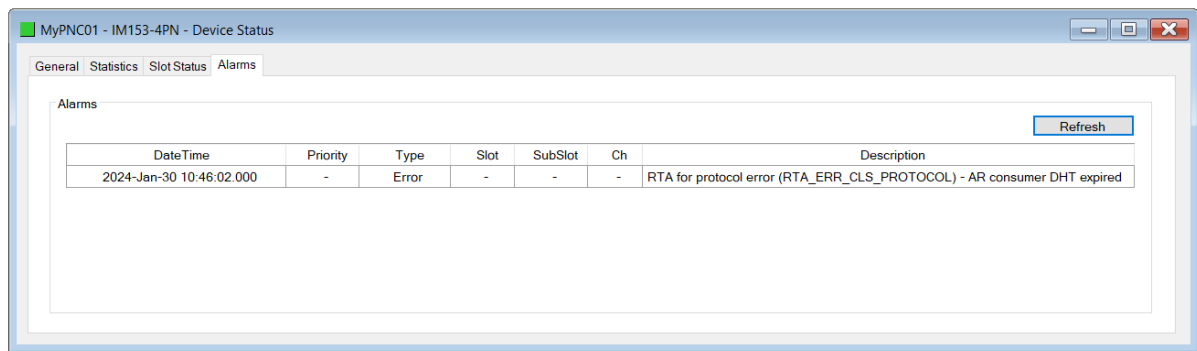 MyPNC01 - IM153-4PN - Device Status
General Statistics Slot Status Alarms
Alarms
Refresh
DateTime Priority Type Slot SubSlot Ch Description
2024-Jan-30 10:46:02.000 - Error - - - RTA for protocol error (RTA_ERR_CLS_PROTOCOL) - AR consumer DHT expired